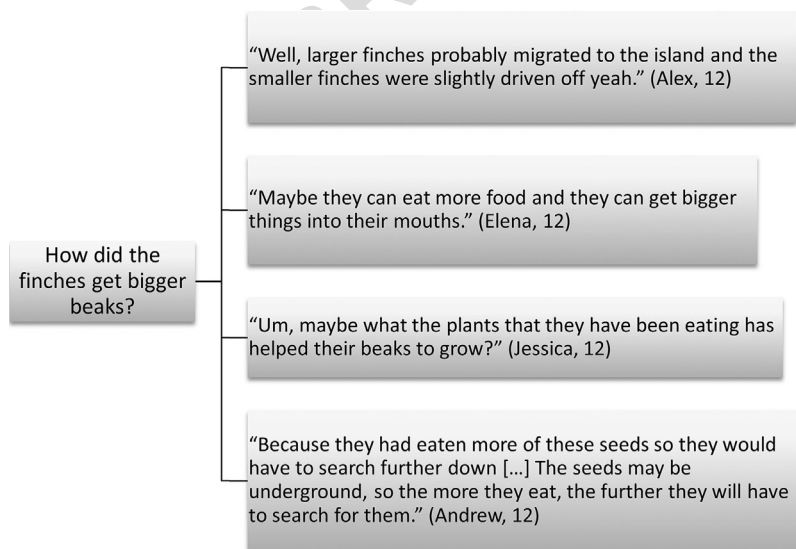 “Well, larger finches probably migrated to the island and the
smaller finches were slightly driven off yeah.” (Alex, 12)
“Maybe they can eat more food and they can get bigger
things into their mouths.” (Elena, 12)
How did the
finches get bigger
beaks?
“Um, maybe what the plants that they have been eating has
helped their beaks to grow?” (Jessica, 12)
“Because they had eaten more of these seeds so they would
have to search further down [...] The seeds may be
underground, so the more they eat, the further they will have
to search for them.” (Andrew, 12)